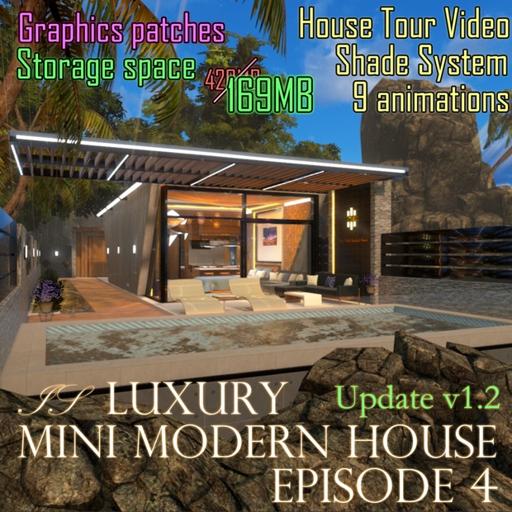 Graphics patches
House Tour Video
Storage space
Shade System
169MB
9 animations
LUXURY
Update v1.2
MINI MODERN HOUSE
EPISODE 4